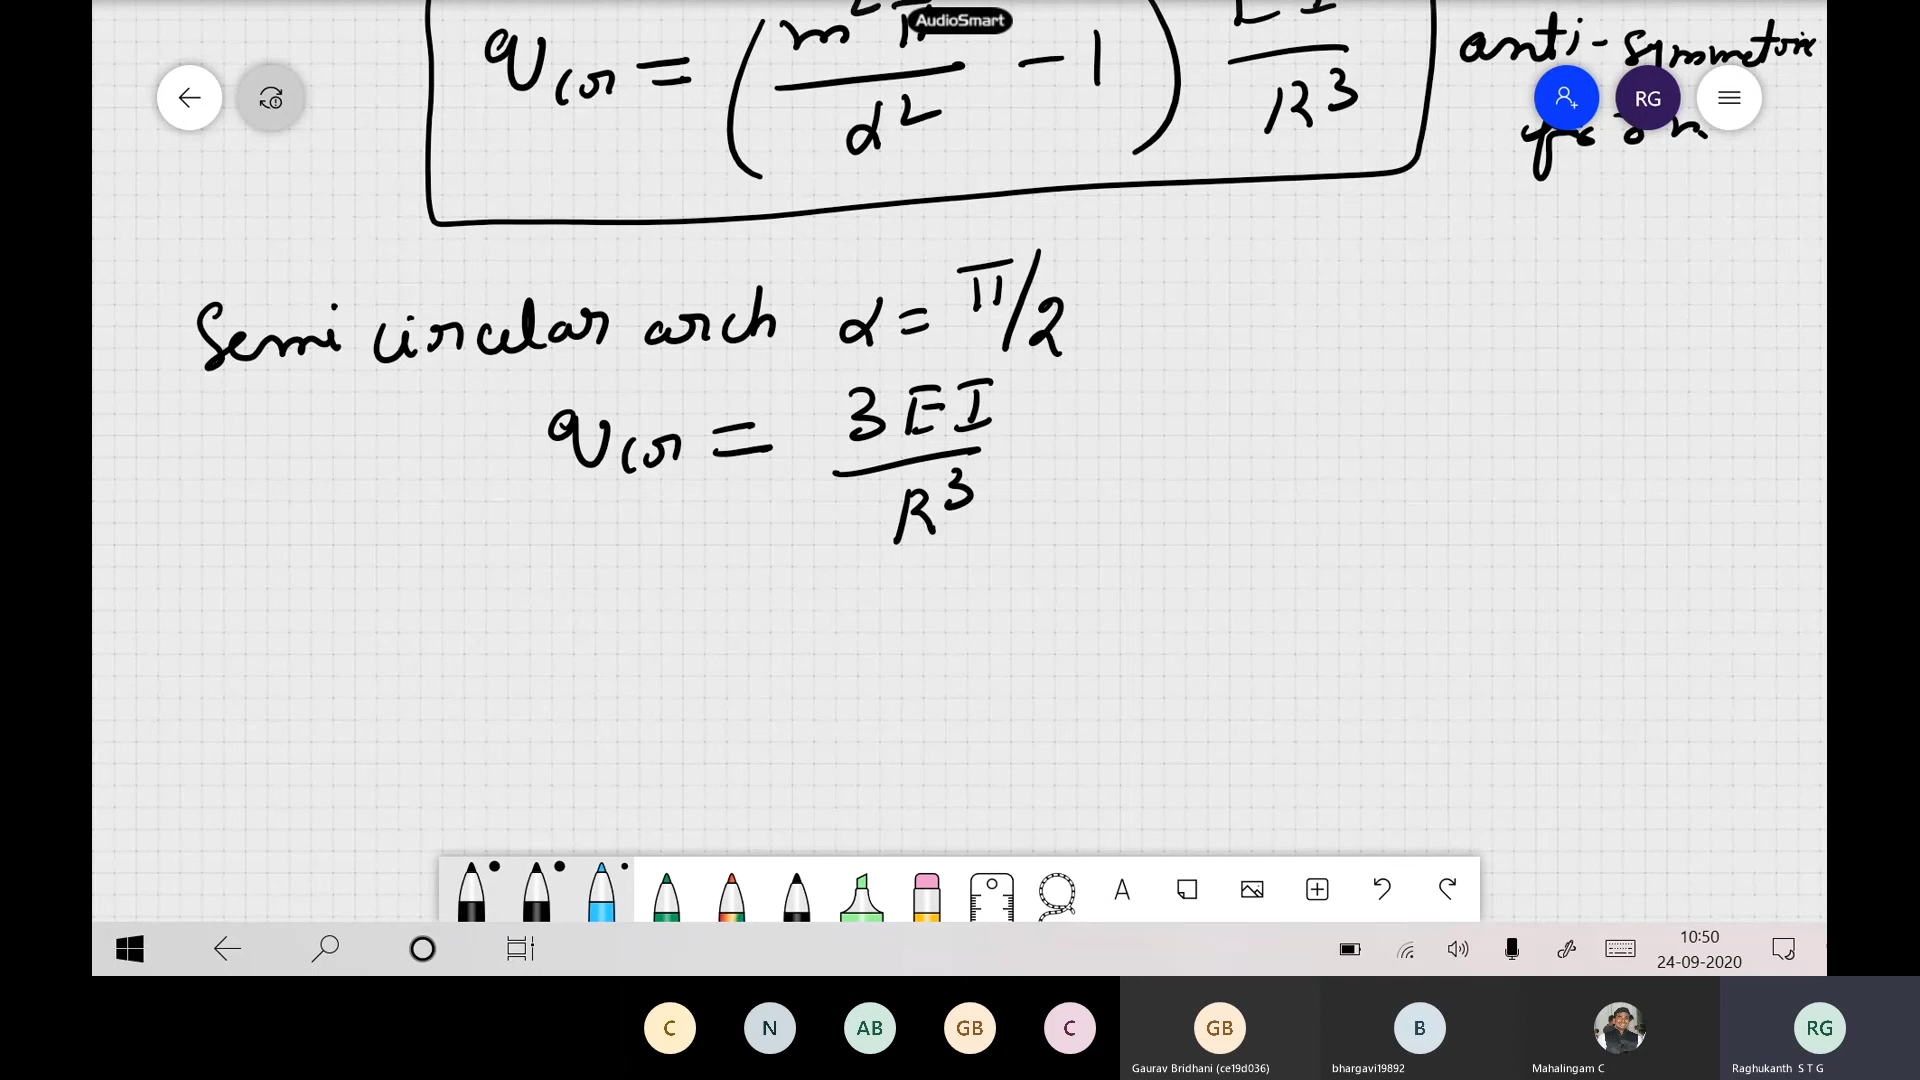 AudioSmart
q_cr = ( m²π² / α² - 1 ) EI / R³
anti-symmetric
RG
Semi circular arch α = π/2
q_cr = 3EI / R³
A
10:50
24-09-2020
C N AB GB C GB B RG
Gaurav Bridhani (ce19d036) bhargavi19892 Mahalingam C Raghukanth S T G